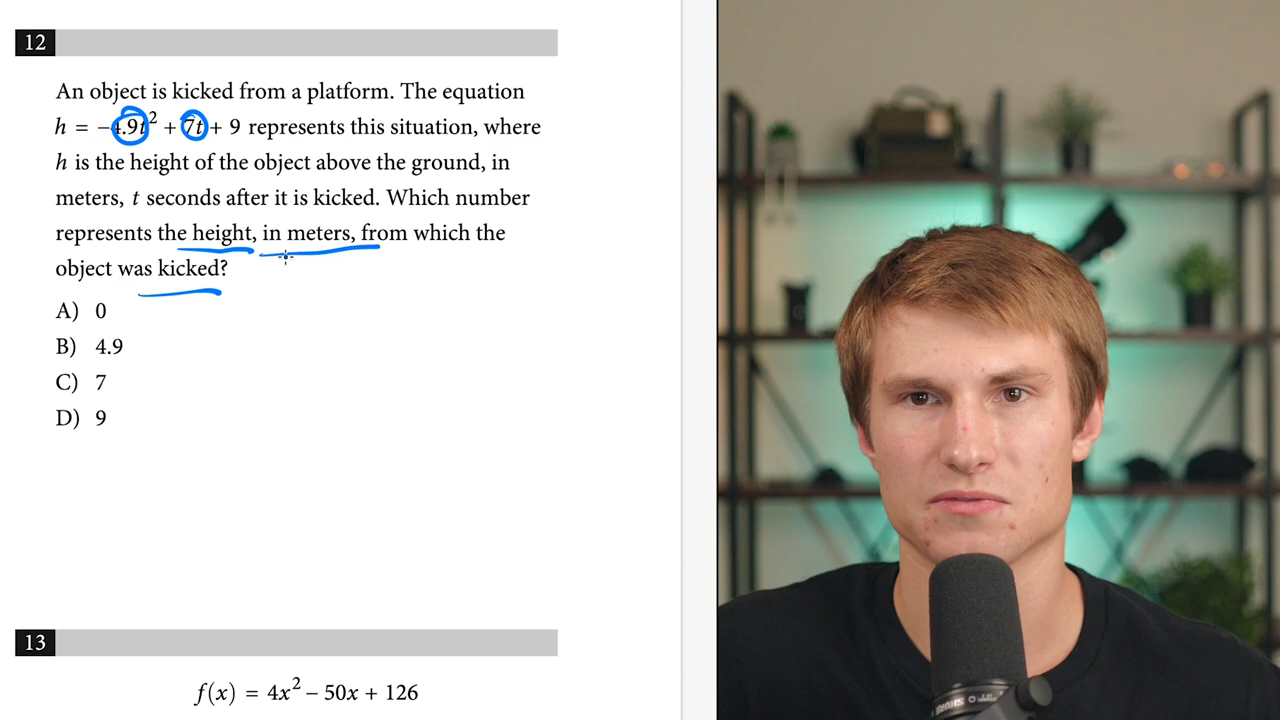 12
An object is kicked from a platform. The equation
h = −4.9t² + 7t + 9 represents this situation, where
h is the height of the object above the ground, in
meters, t seconds after it is kicked. Which number
represents the height, in meters, from which the
object was kicked?
A) 0
B) 4.9
C) 7
D) 9
13
f(x) = 4x² − 50x + 126
SHURE